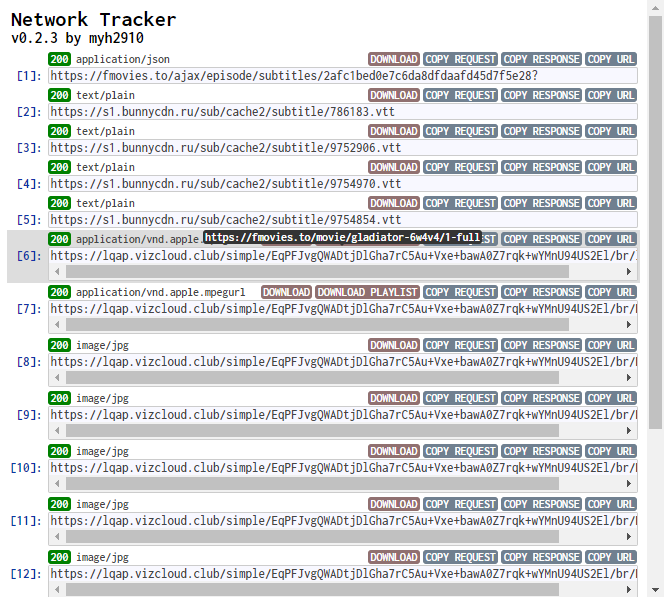 Network Tracker
v0.2.3 by myh2910
200 application/json DOWNLOAD COPY REQUEST COPY RESPONSE COPY URL
[1]: https://fmovies.to/ajax/episode/subtitles/2afc1bed0e7c6da8dfdaafd45d7f5e28?
200 text/plain DOWNLOAD COPY REQUEST COPY RESPONSE COPY URL
[2]: https://s1.bunnycdn.ru/sub/cache2/subtitle/786183.vtt
200 text/plain DOWNLOAD COPY REQUEST COPY RESPONSE COPY URL
[3]: https://s1.bunnycdn.ru/sub/cache2/subtitle/9752906.vtt
200 text/plain DOWNLOAD COPY REQUEST COPY RESPONSE COPY URL
[4]: https://s1.bunnycdn.ru/sub/cache2/subtitle/9754970.vtt
200 text/plain DOWNLOAD COPY REQUEST COPY RESPONSE COPY URL
[5]: https://s1.bunnycdn.ru/sub/cache2/subtitle/9754854.vtt
200 application/vnd.apple. https://fmovies.to/movie/gladiator-6w4v4/1-full COPY RESPONSE COPY URL
[6]: https://lqap.vizcloud.club/simple/EqPFJvgQWADtjDlGha7rC5Au+Vxe+bawA0Z7rqk+wYMnU94US2El/br/
200 application/vnd.apple.mpegurl DOWNLOAD DOWNLOAD PLAYLIST COPY REQUEST COPY RESPONSE COPY URL
[7]: https://lqap.vizcloud.club/simple/EqPFJvgQWADtjDlGha7rC5Au+Vxe+bawA0Z7rqk+wYMnU94US2El/br/
200 image/jpg DOWNLOAD COPY REQUEST COPY RESPONSE COPY URL
[8]: https://lqap.vizcloud.club/simple/EqPFJvgQWADtjDlGha7rC5Au+Vxe+bawA0Z7rqk+wYMnU94US2El/br/
200 image/jpg DOWNLOAD COPY REQUEST COPY RESPONSE COPY URL
[9]: https://lqap.vizcloud.club/simple/EqPFJvgQWADtjDlGha7rC5Au+Vxe+bawA0Z7rqk+wYMnU94US2El/br/
200 image/jpg DOWNLOAD COPY REQUEST COPY RESPONSE COPY URL
[10]: https://lqap.vizcloud.club/simple/EqPFJvgQWADtjDlGha7rC5Au+Vxe+bawA0Z7rqk+wYMnU94US2El/br/
200 image/jpg DOWNLOAD COPY REQUEST COPY RESPONSE COPY URL
[11]: https://lqap.vizcloud.club/simple/EqPFJvgQWADtjDlGha7rC5Au+Vxe+bawA0Z7rqk+wYMnU94US2El/br/
200 image/jpg DOWNLOAD COPY REQUEST COPY RESPONSE COPY URL
[12]: https://lqap.vizcloud.club/simple/EqPFJvgQWADtjDlGha7rC5Au+Vxe+bawA0Z7rqk+wYMnU94US2El/br/